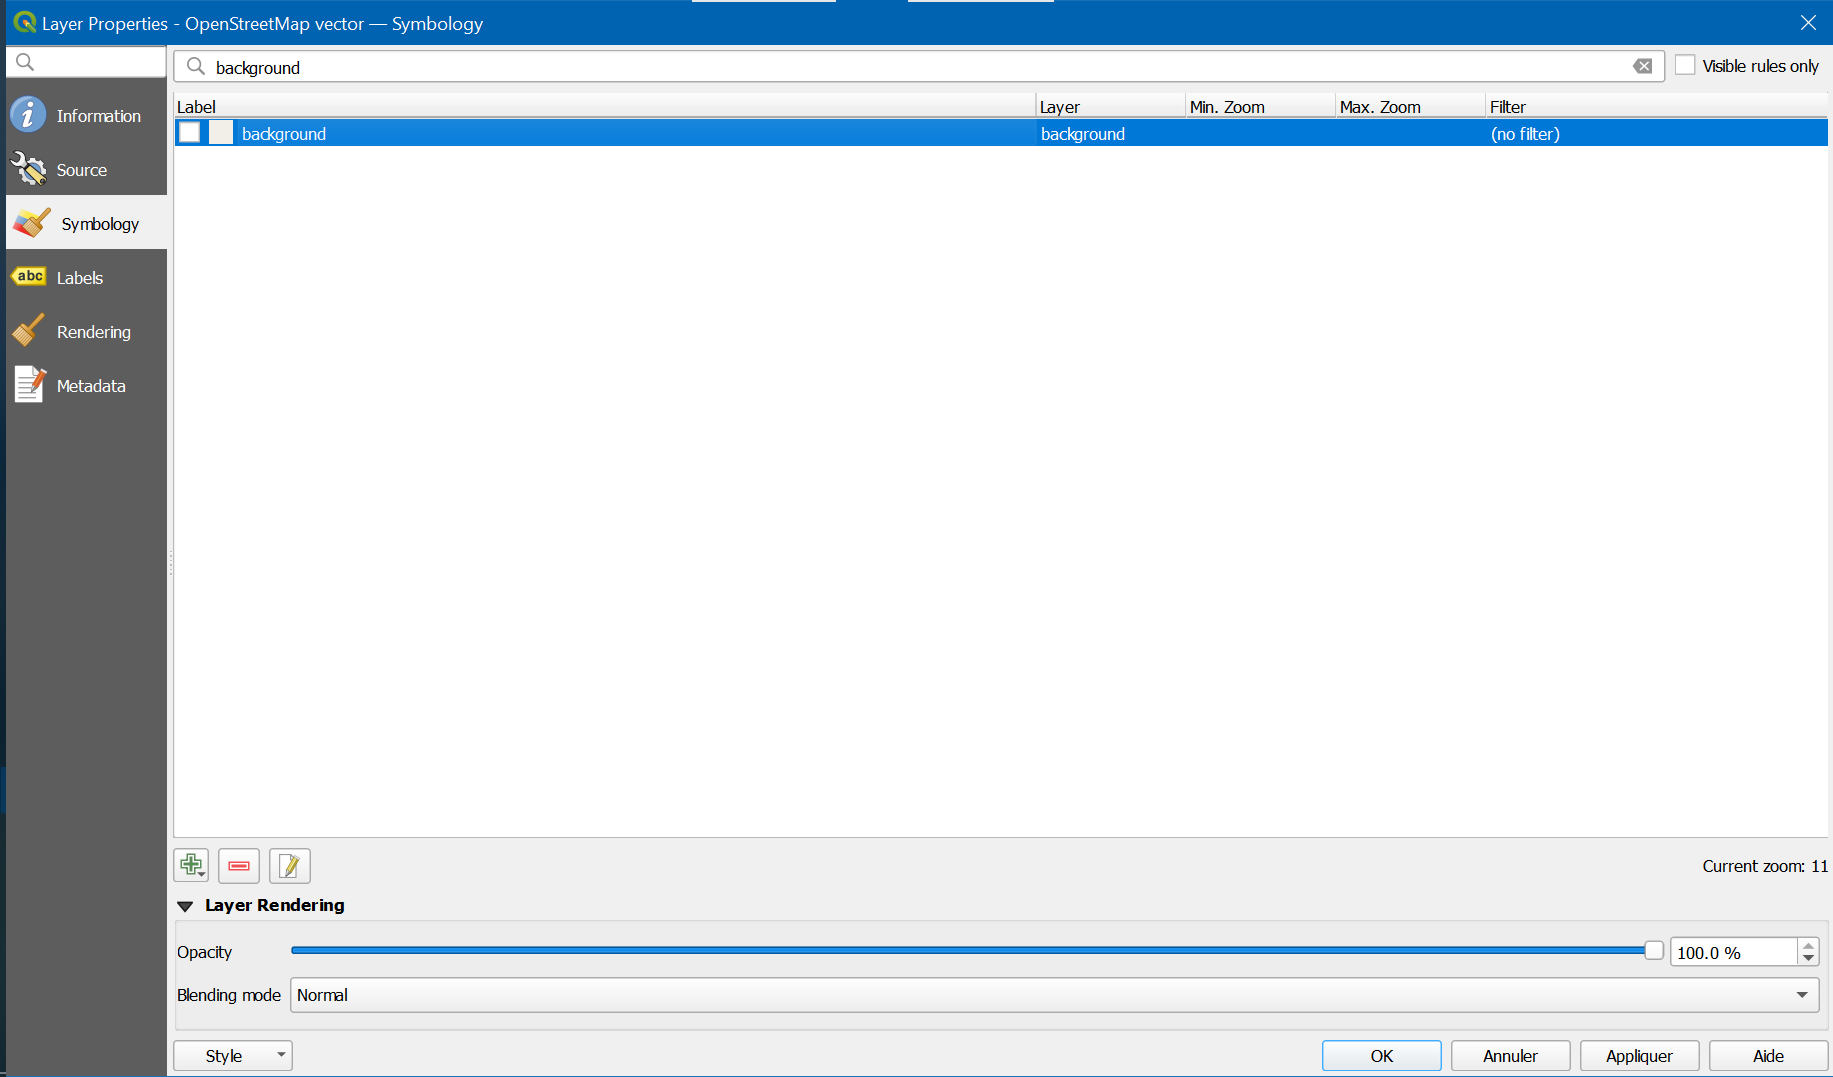 Layer Properties - OpenStreetMap vector — Symbology
background
Visible rules only
Information
Source
Symbology
abc Labels
Rendering
Metadata
Label Layer Min. Zoom Max. Zoom Filter
background background (no filter)
Current zoom: 11
Layer Rendering
Opacity 100.0 %
Blending mode Normal
Style OK Annuler Appliquer Aide